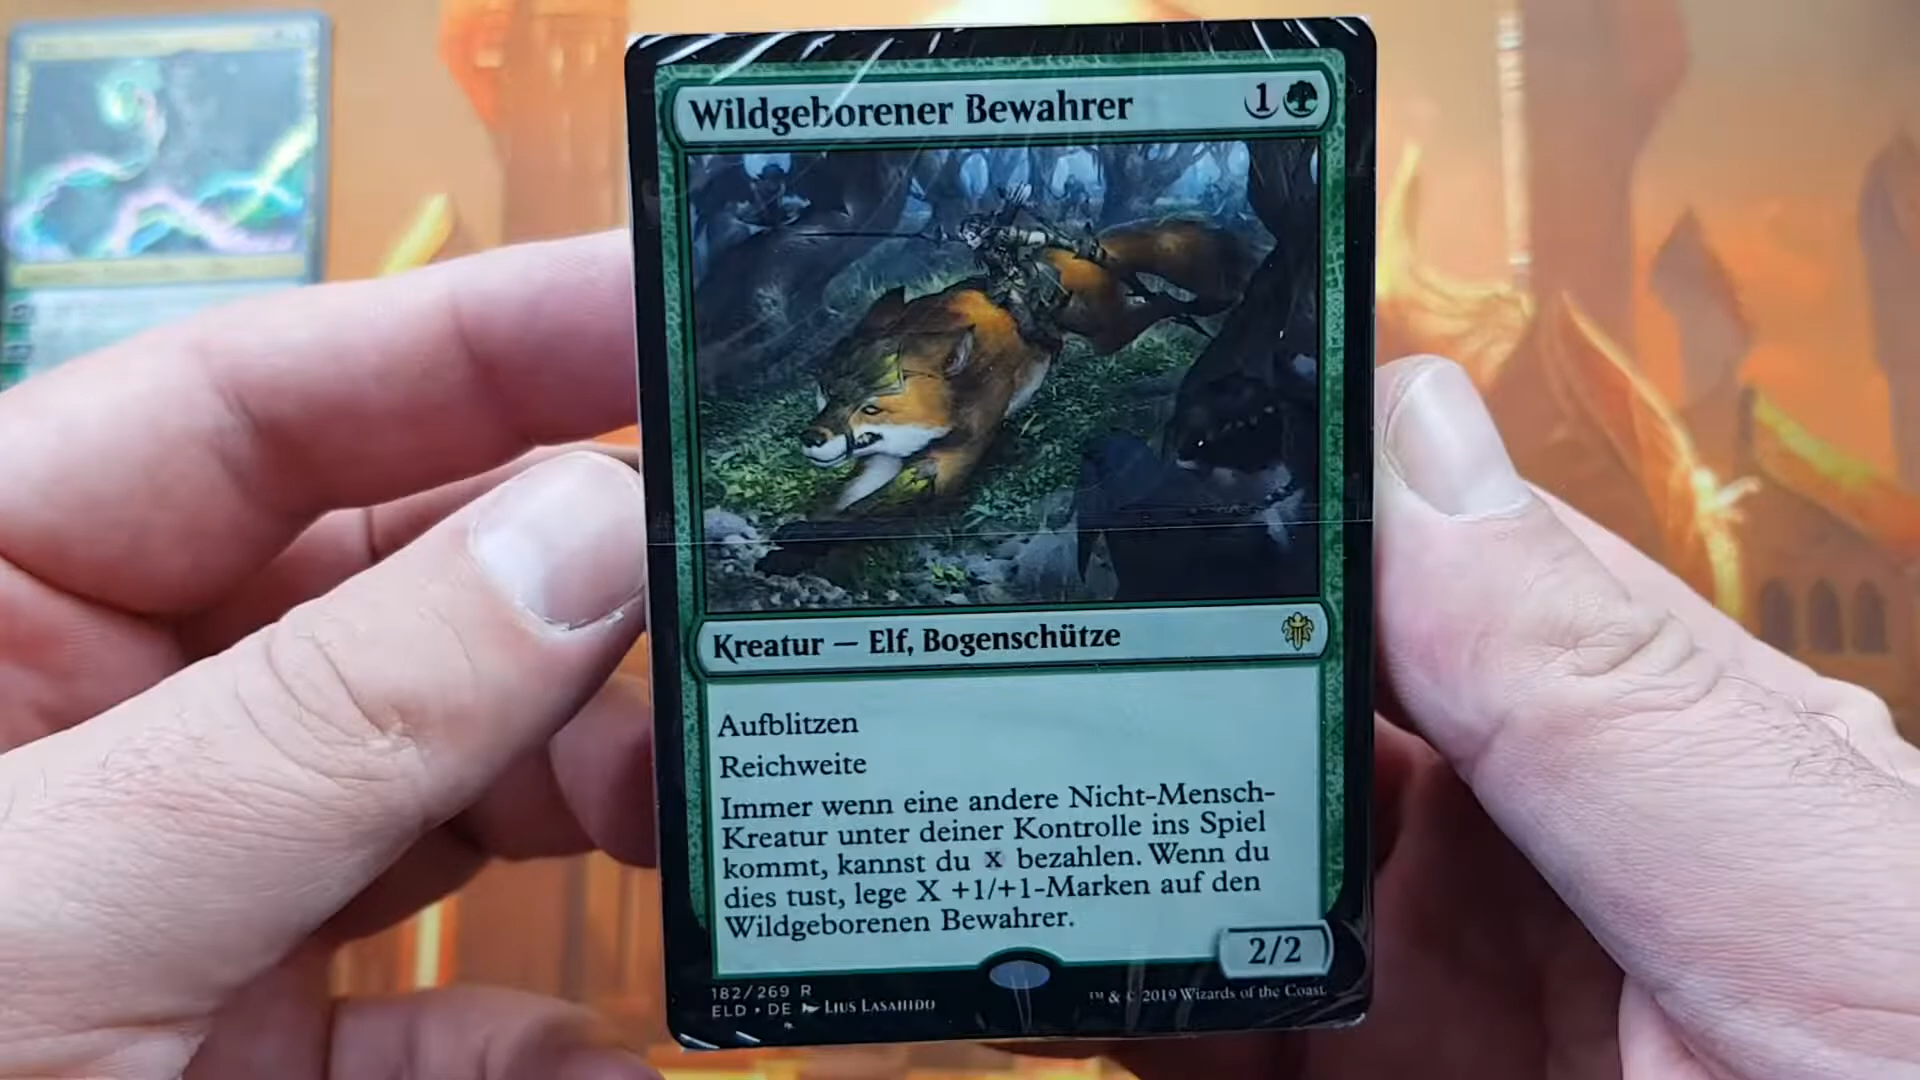 Wildgeborener Bewahrer 1
Kreatur — Elf, Bogenschütze
Aufblitzen
Reichweite
Immer wenn eine andere Nicht-Mensch-
Kreatur unter deiner Kontrolle ins Spiel
kommt, kannst du X bezahlen. Wenn du
dies tust, lege X +1/+1-Marken auf den
Wildgeborenen Bewahrer.
2/2
182/269 R
ELD • DE Lius Lasahido
™ & © 2019 Wizards of the Coast